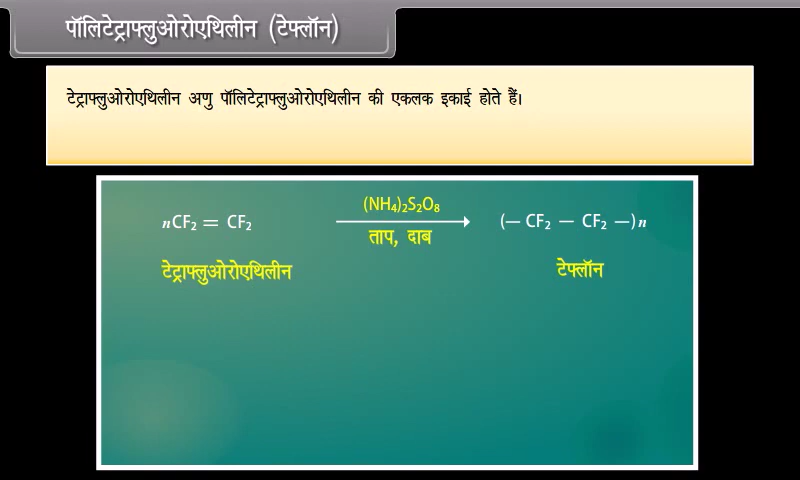 पॉलिटेट्राफ्लुओरोएथिलीन (टेफ्लॉन)
टेट्राफ्लुओरोएथिलीन अणु पॉलिटेट्राफ्लुओरोएथिलीन की एकलक इकाई होते हैं।
nCF₂ = CF₂ (NH₄)₂S₂O₈ (— CF₂ — CF₂ —)n
ताप, दाब
टेट्राफ्लुओरोएथिलीन टेफ्लॉन